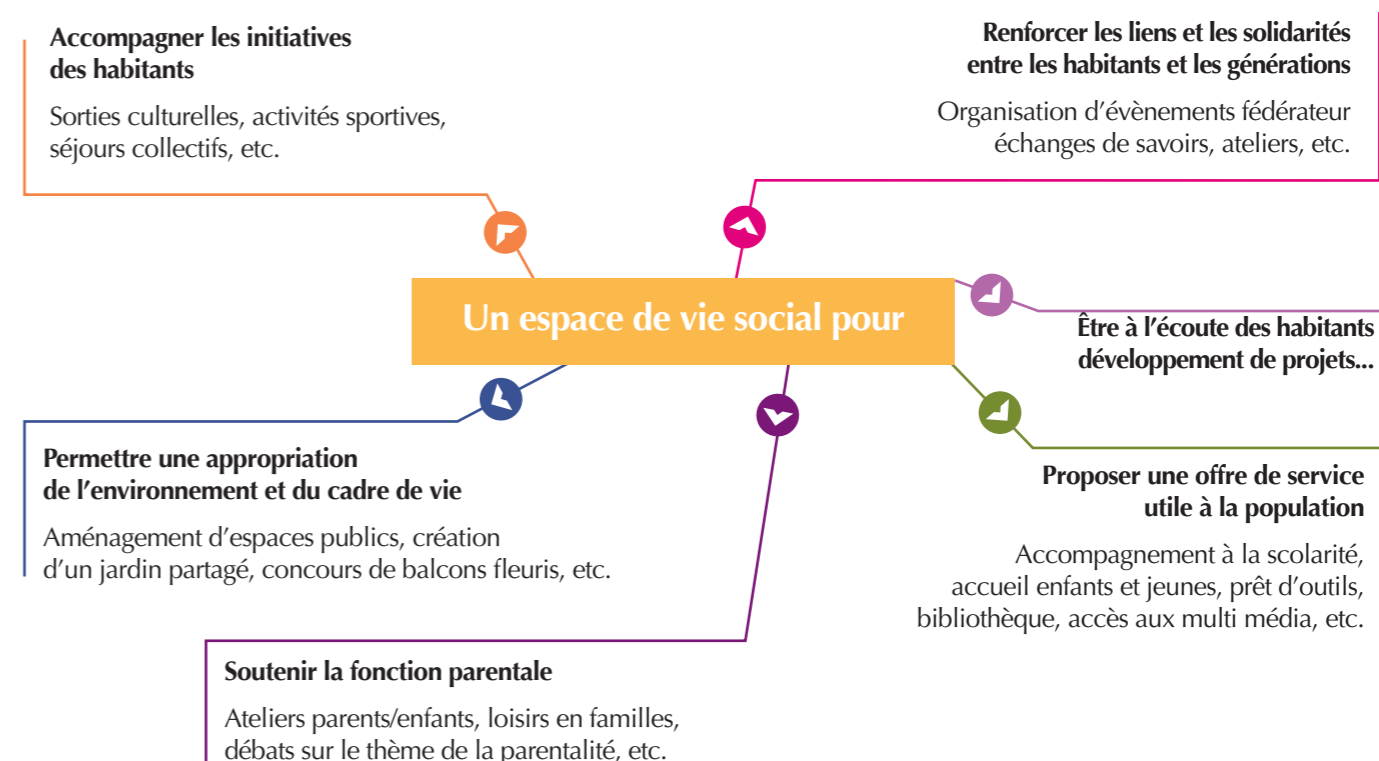 Accompagner les initiatives
des habitants
Sorties culturelles, activités sportives,
séjours collectifs, etc.
Renforcer les liens et les solidarités
entre les habitants et les générations
Organisation d’évènements fédérateur
échanges de savoirs, ateliers, etc.
Un espace de vie social pour
Être à l’écoute des habitants
développement de projets...
Permettre une appropriation
de l’environnement et du cadre de vie
Aménagement d’espaces publics, création
d’un jardin partagé, concours de balcons fleuris, etc.
Proposer une offre de service
utile à la population
Accompagnement à la scolarité,
accueil enfants et jeunes, prêt d’outils,
bibliothèque, accès aux multi média, etc.
Soutenir la fonction parentale
Ateliers parents/enfants, loisirs en familles,
débats sur le thème de la parentalité, etc.